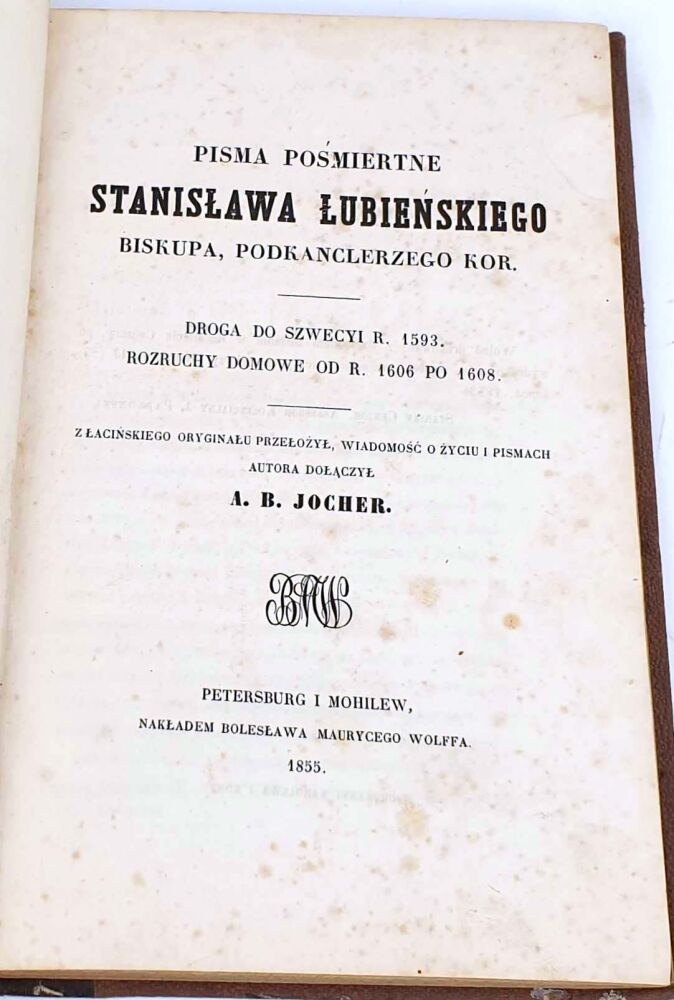 PISMA POŚMIERTNE
STANISŁAWA ŁUBIEŃSKIEGO
BISKUPA, PODKANCLERZEGO KOR.
DROGA DO SZWECYI R. 1593.
ROZRUCHY DOMOWE OD R. 1606 PO 1608.
Z ŁACIŃSKIEGO ORYGINAŁU PRZEŁOŻYŁ, WIADOMOŚĆ O ŻYCIU I PISMACH
AUTORA DOŁĄCZYŁ
A. B. JOCHER.
BMW
PETERSBURG I MOHILEW,
NAKŁADEM BOLESŁAWA MAURYCEGO WOLFFA.
1855.